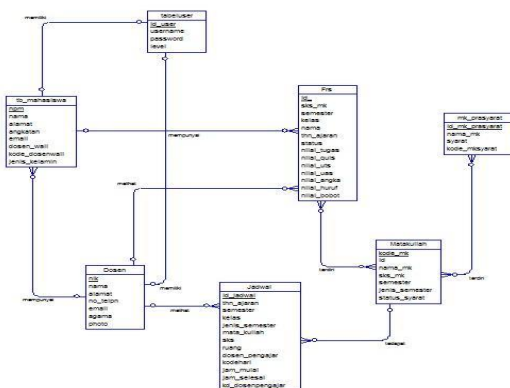 tabeluser
id_user
username
password
level
memiliki
tb_mahasiswa
npm
nama
alamat
angkatan
email
dosen_wali
kode_dosenwali
jenis_kelamin
mempunyai
Frs
id_
sks_mk
semester
kelas
nama
thn_ajaran
status
nilai_tugas
nilai_quis
nilai_uts
nilai_uas
nilai_angka
nilai_huruf
nilai_bobot
mk_prasyarat
id_mk_prasyarat
nama_mk
syarat
kode_mksyarat
melihat
Dosen
nik
nama
alamat
no_telpn
email
agama
photo
mempunyai
memiliki
melihat
Jadwal
id_jadwal
thn_ajaran
semester
kelas
jenis_semester
mata_kuliah
sks
ruang
dosen_pengajar
kodehari
jam_mulai
jam_selesai
kd_dosenpengajar
terdiri
Matakuliah
kode_mk
id
nama_mk
sks_mk
semester
jenis_semester
status_syarat
terdiri